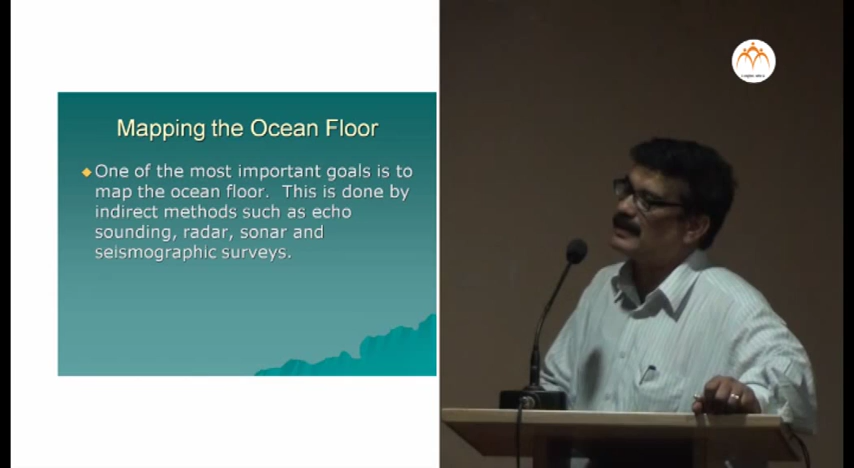 Mapping the Ocean Floor
One of the most important goals is to
map the ocean floor. This is done by
indirect methods such as echo
sounding, radar, sonar and
seismographic surveys.